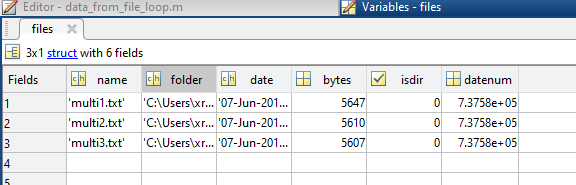 Editor - data_from_file_loop.m Variables - files
files
3x1 struct with 6 fields
Fields name folder date bytes isdir datenum
1 'multi1.txt' 'C:\Users\xr... '07-Jun-201... 5647 0 7.3758e+05
2 'multi2.txt' 'C:\Users\xr... '07-Jun-201... 5610 0 7.3758e+05
3 'multi3.txt' 'C:\Users\xr... '07-Jun-201... 5607 0 7.3758e+05
4
5